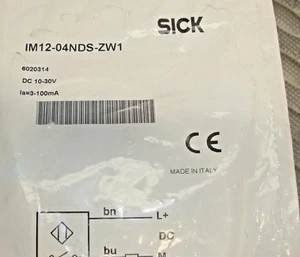 SICK
IM12-04NDS-ZW1
6020314
DC 10-30V
Ia=3-100mA
CE
MADE IN ITALY
bn L+
DC
bu M